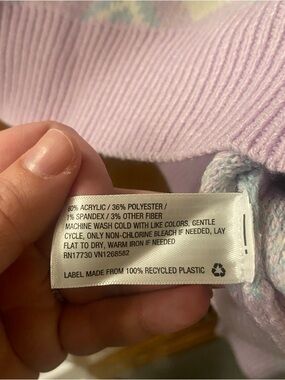 60% ACRYLIC / 36% POLYESTER /
1% SPANDEX / 3% OTHER FIBER
MACHINE WASH COLD WITH LIKE COLORS, GENTLE
CYCLE, ONLY NON-CHLORINE BLEACH IF NEEDED, LAY
FLAT TO DRY, WARM IRON IF NEEDED
RN17730 VN1268582
LABEL MADE FROM 100% RECYCLED PLASTIC